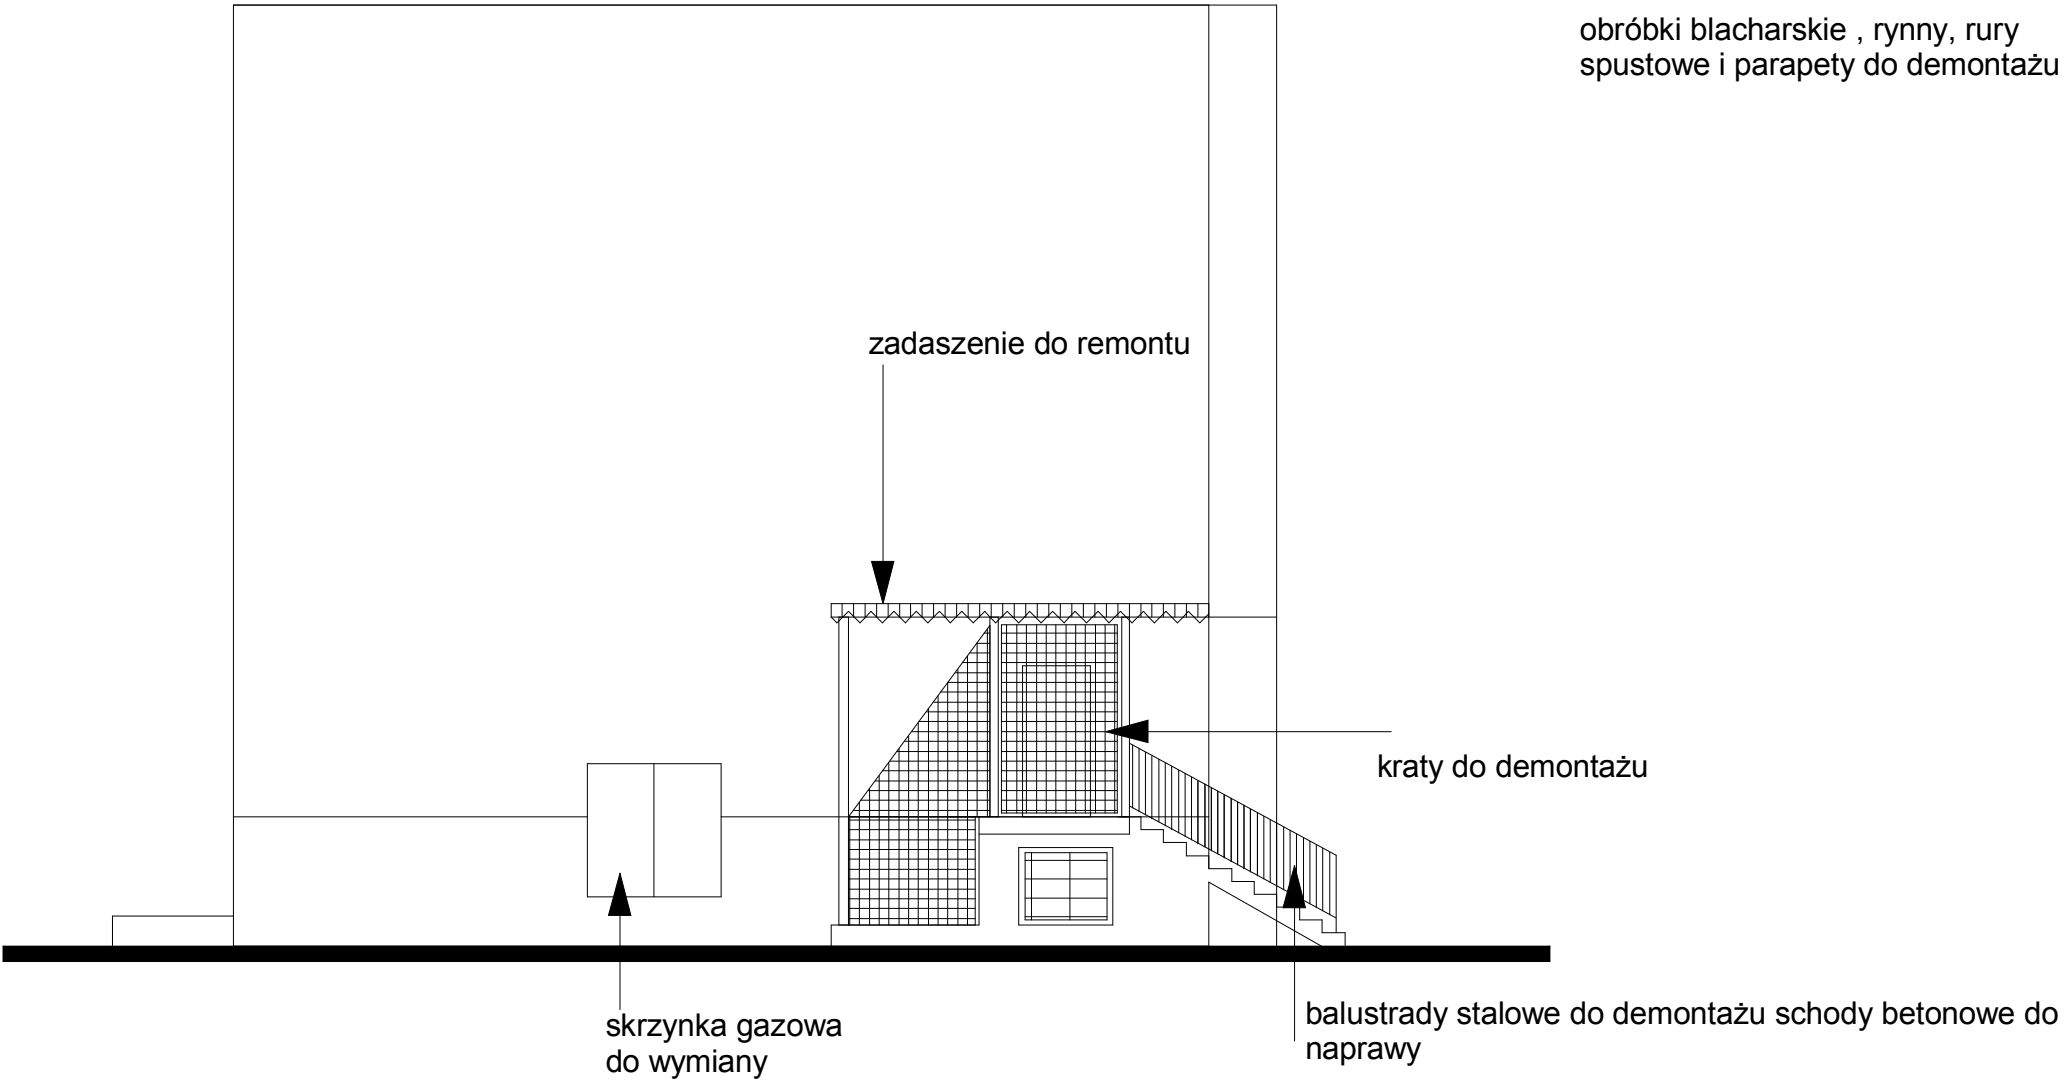 obróbki blacharskie , rynny, rury
spustowe i parapety do demontażu
zadaszenie do remontu
kraty do demontażu
skrzynka gazowa
do wymiany
balustrady stalowe do demontażu schody betonowe do
naprawy